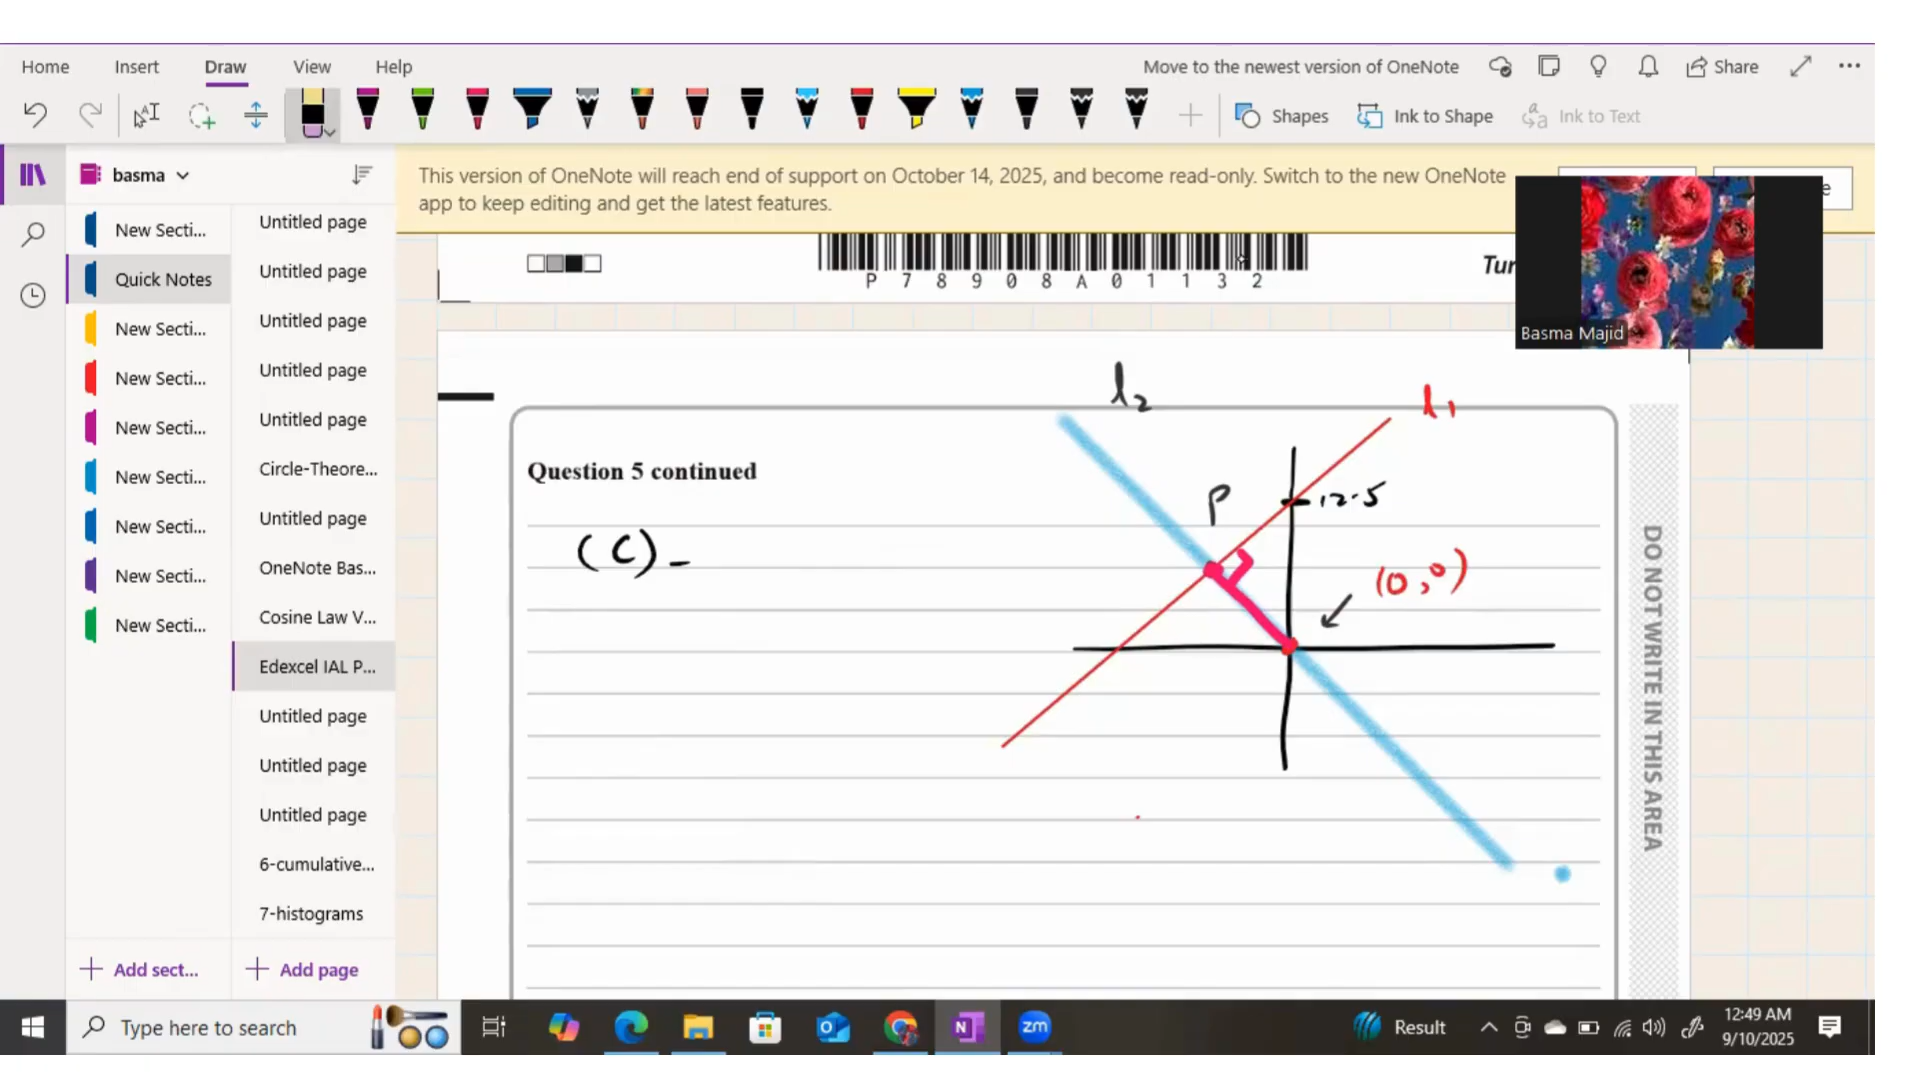 Home Insert Draw View Help Move to the newest version of OneNote Share
Shapes Ink to Shape Ink to Text
basma
This version of OneNote will reach end of support on October 14, 2025, and become read-only. Switch to the new OneNote
app to keep editing and get the latest features.
e
New Secti...
Quick Notes
New Secti...
New Secti...
New Secti...
New Secti...
New Secti...
New Secti...
New Secti...
Untitled page
Untitled page
Untitled page
Untitled page
Untitled page
Circle-Theore...
Untitled page
OneNote Bas...
Cosine Law V...
Edexcel IAL P...
Untitled page
Untitled page
Untitled page
6-cumulative...
7-histograms
Add sect...
Add page
P 7 8 9 0 8 A 0 1 1 3 2
Tur
Basma Majid
l2
l1
Question 5 continued
P
12.5
(C) -
(0,0)
DO NOT WRITE IN THIS AREA
Type here to search
zm
Result
12:49 AM
9/10/2025